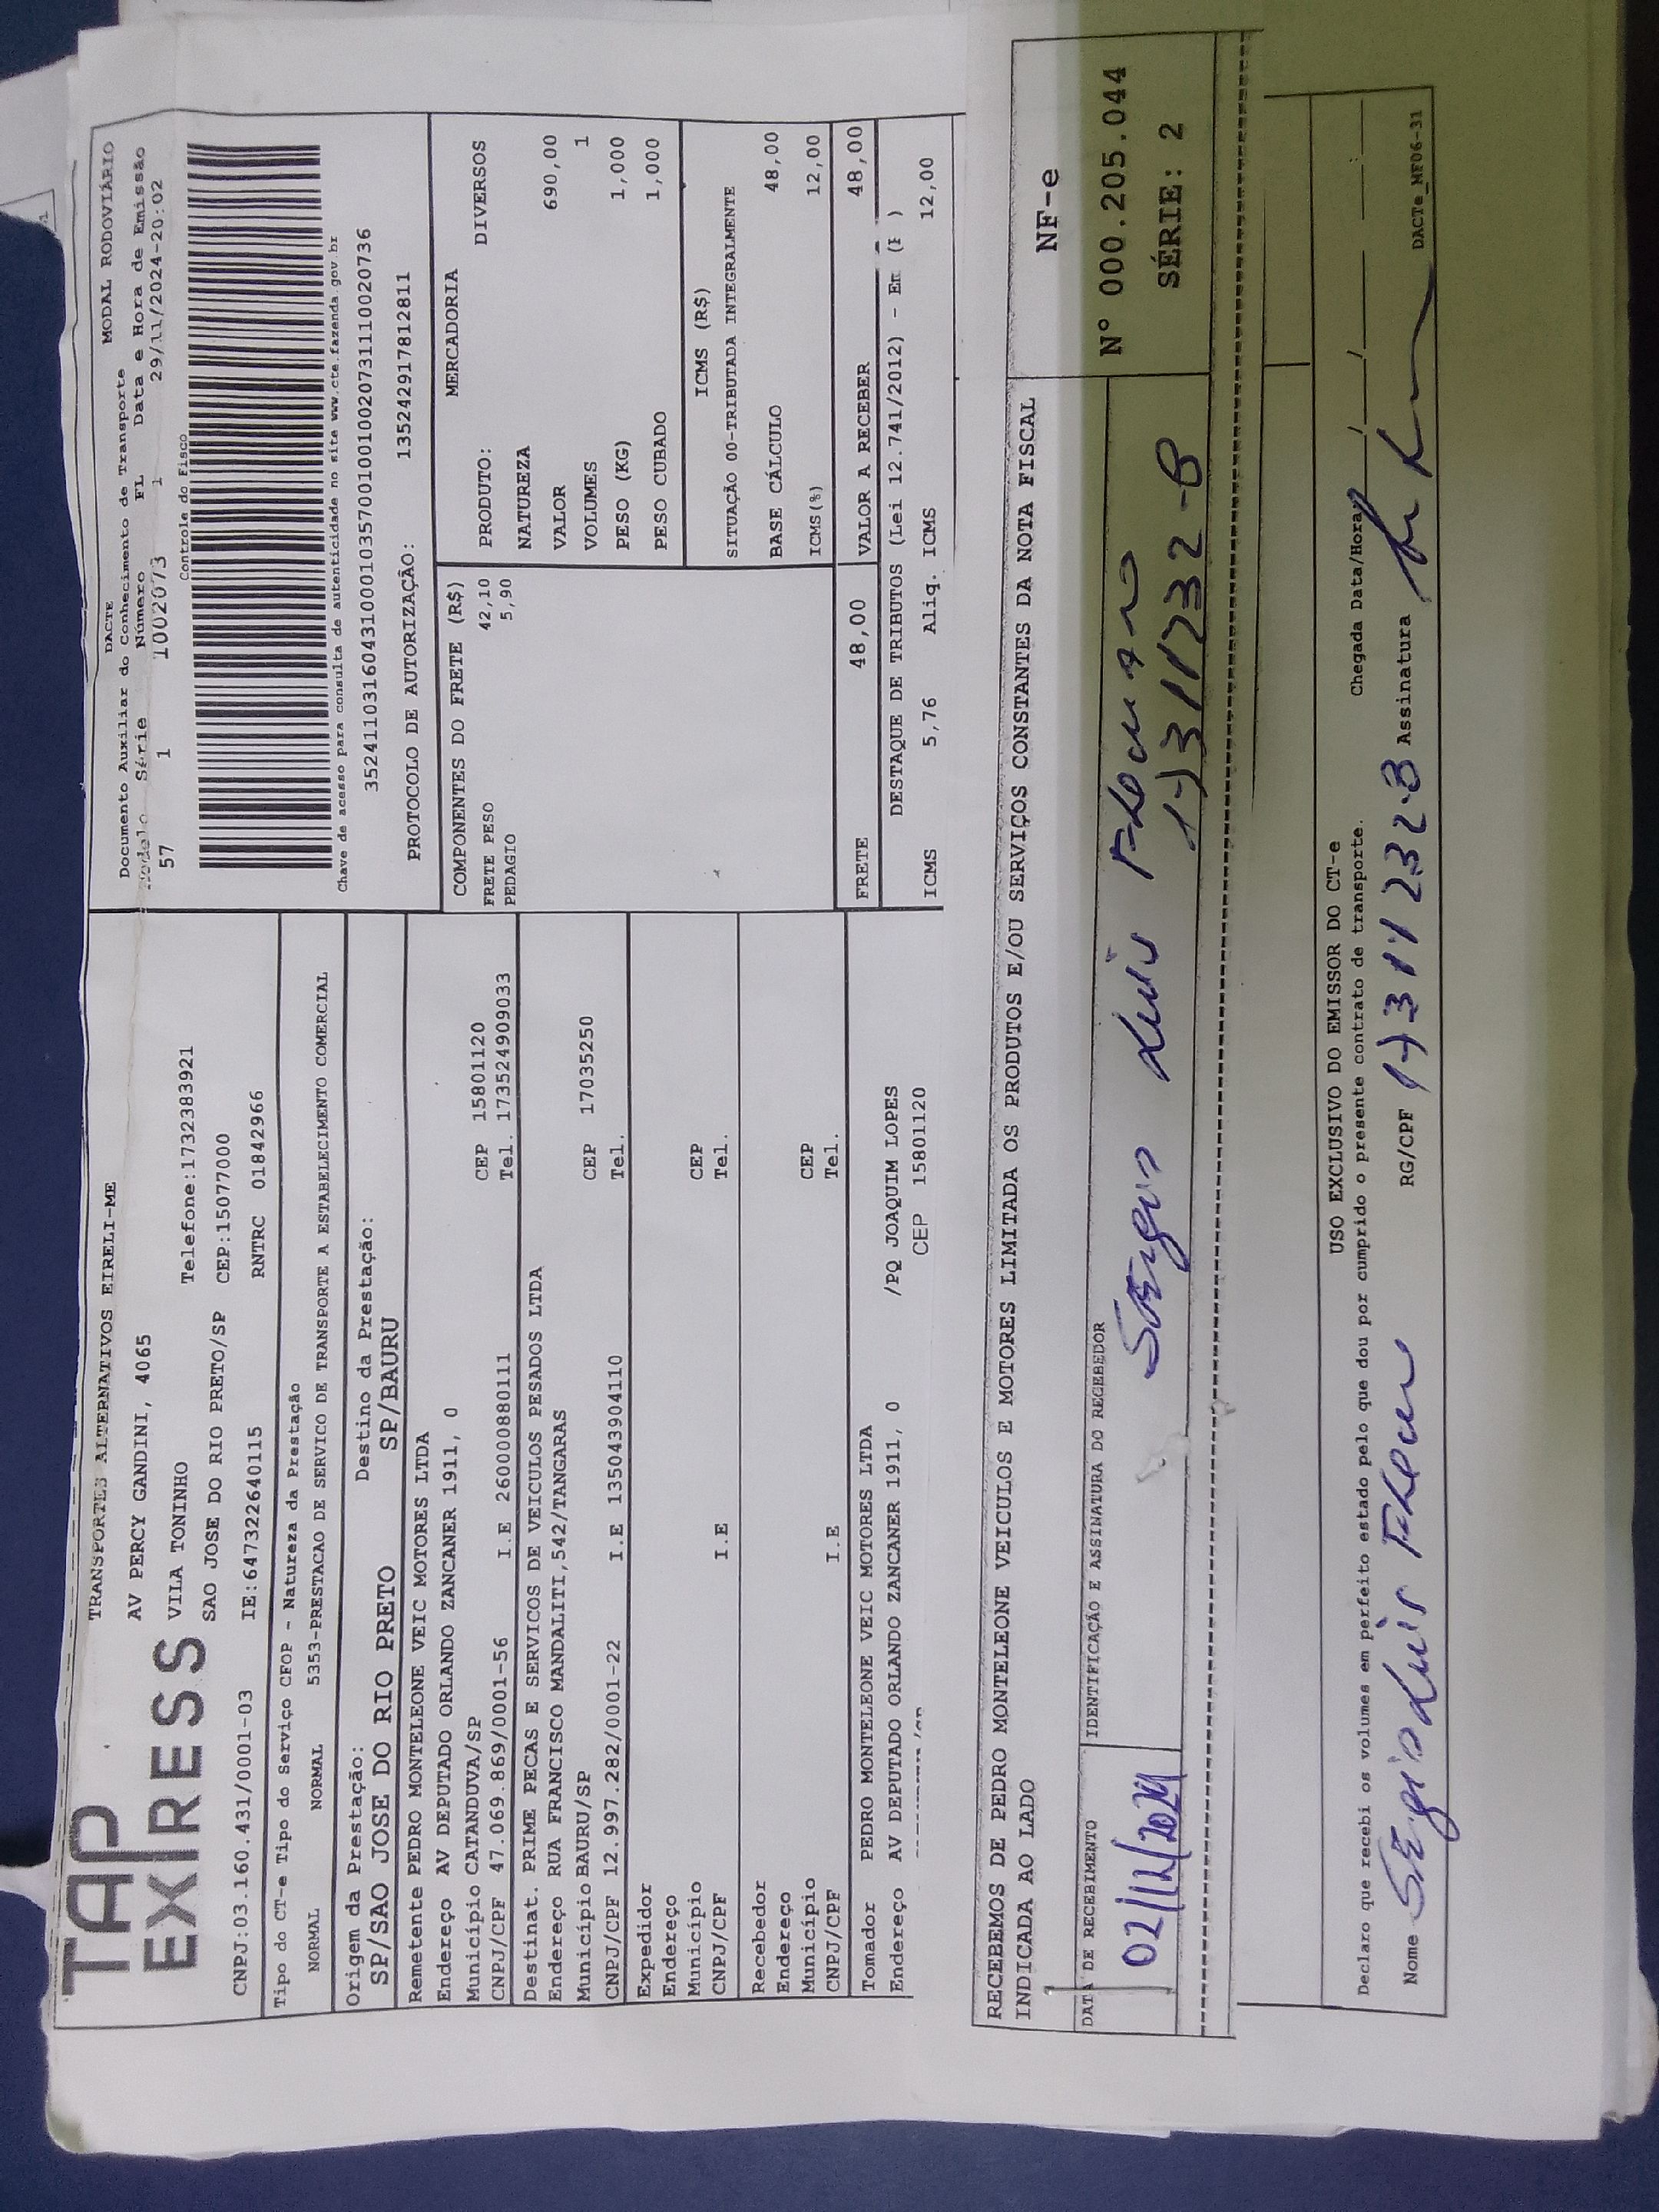 TAP
EXPRESS
TRANSPORTES ALTERNATIVOS EIRELI-ME
AV PERCY GANDINI, 4065
VILA TONINHO Telefone:1732383921
SAO JOSE DO RIO PRETO/SP CEP:15077000
CNPJ:03.160.431/0001-03 IE:647322640115 RNTRC 01842966
Tipo do CT-e Tipo do Serviço CFOP - Natureza da Prestação
NORMAL NORMAL 5353-PRESTACAO DE SERVICO DE TRANSPORTE A ESTABELECIMENTO COMERCIAL
Origem da Prestação: Destino da Prestação:
SP/SAO JOSE DO RIO PRETO SP/BAURU
Remetente PEDRO MONTELEONE VEIC MOTORES LTDA
Endereço AV DEPUTADO ORLANDO ZANCANER 1911, 0
Município CATANDUVA/SP CEP 15801120
CNPJ/CPF 47.069.869/0001-56 I.E 260000880111 Tel. 173524909033
Destinat. PRIME PECAS E SERVICOS DE VEICULOS PESADOS LTDA
Endereço RUA FRANCISCO MANDALITI,542/TANGARAS
Município BAURU/SP CEP 17035250
CNPJ/CPF 12.997.282/0001-22 I.E 135043904110 Tel.
Expedidor
Endereço
Município CEP
CNPJ/CPF I.E Tel.
Recebedor
Endereço
Município CEP
CNPJ/CPF I.E Tel.
Tomador PEDRO MONTELEONE VEIC MOTORES LTDA
Endereço AV DEPUTADO ORLANDO ZANCANER 1911, 0 /PQ JOAQUIM LOPES
CEP 15801120
DACTE MODAL RODOVIÁRIO
Documento Auxiliar do Conhecimento de Transporte
Modelo Série Número FL Data e Hora de Emissão
57 1 1002073 1 29/11/2024-20:02
Controle do Fisco
Chave de acesso para consulta de autenticidade no site www.cte.fazenda.gov.br
35241103160431000103570010010020731110020736
PROTOCOLO DE AUTORIZAÇÃO: 135242917812811
COMPONENTES DO FRETE (R$)
FRETE PESO 42,10
PEDAGIO 5,90
MERCADORIA
PRODUTO: DIVERSOS
NATUREZA
VALOR 690,00
VOLUMES 1
PESO (KG) 1,000
PESO CUBADO 1,000
ICMS (R$)
SITUAÇÃO 00-TRIBUTADA INTEGRALMENTE
BASE CÁLCULO 48,00
ICMS(%) 12,00
FRETE 48,00 VALOR A RECEBER 48,00
DESTAQUE DE TRIBUTOS (Lei 12.741/2012) - Em ( )
ICMS 5,76 Aliq. ICMS 12,00
RECEBEMOS DE PEDRO MONTELEONE VEICULOS E MOTORES LIMITADA OS PRODUTOS E/OU SERVIÇOS CONSTANTES DA NOTA FISCAL
INDICADA AO LADO
NF-e
Nº 000.205.044
SÉRIE: 2
DATA DE RECEBIMENTO IDENTIFICAÇÃO E ASSINATURA DO RECEBEDOR
02/12/2024 Sergio Luis
USO EXCLUSIVO DO EMISSOR DO CT-e
Declaro que recebi os volumes em perfeito estado pelo que dou por cumprido o presente contrato de transporte. Chegada Data/Hora / / :
Nome Sergio Luis RG/CPF Assinatura
DACTe_MF06-31